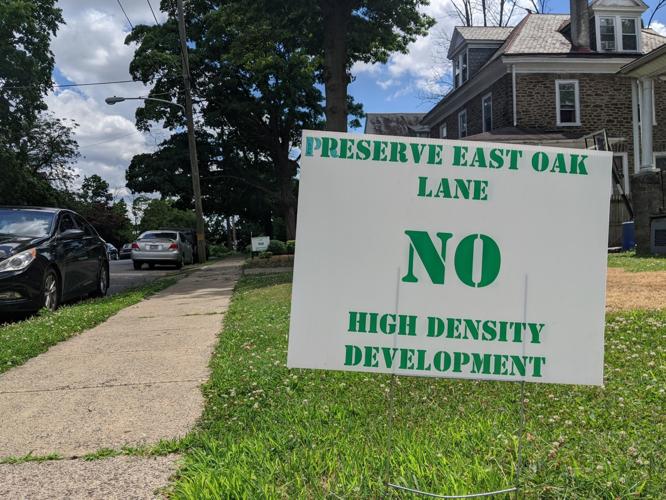 PRESERVE EAST OAK
LANE
NO
HIGH DENSITY
DEVELOPMENT